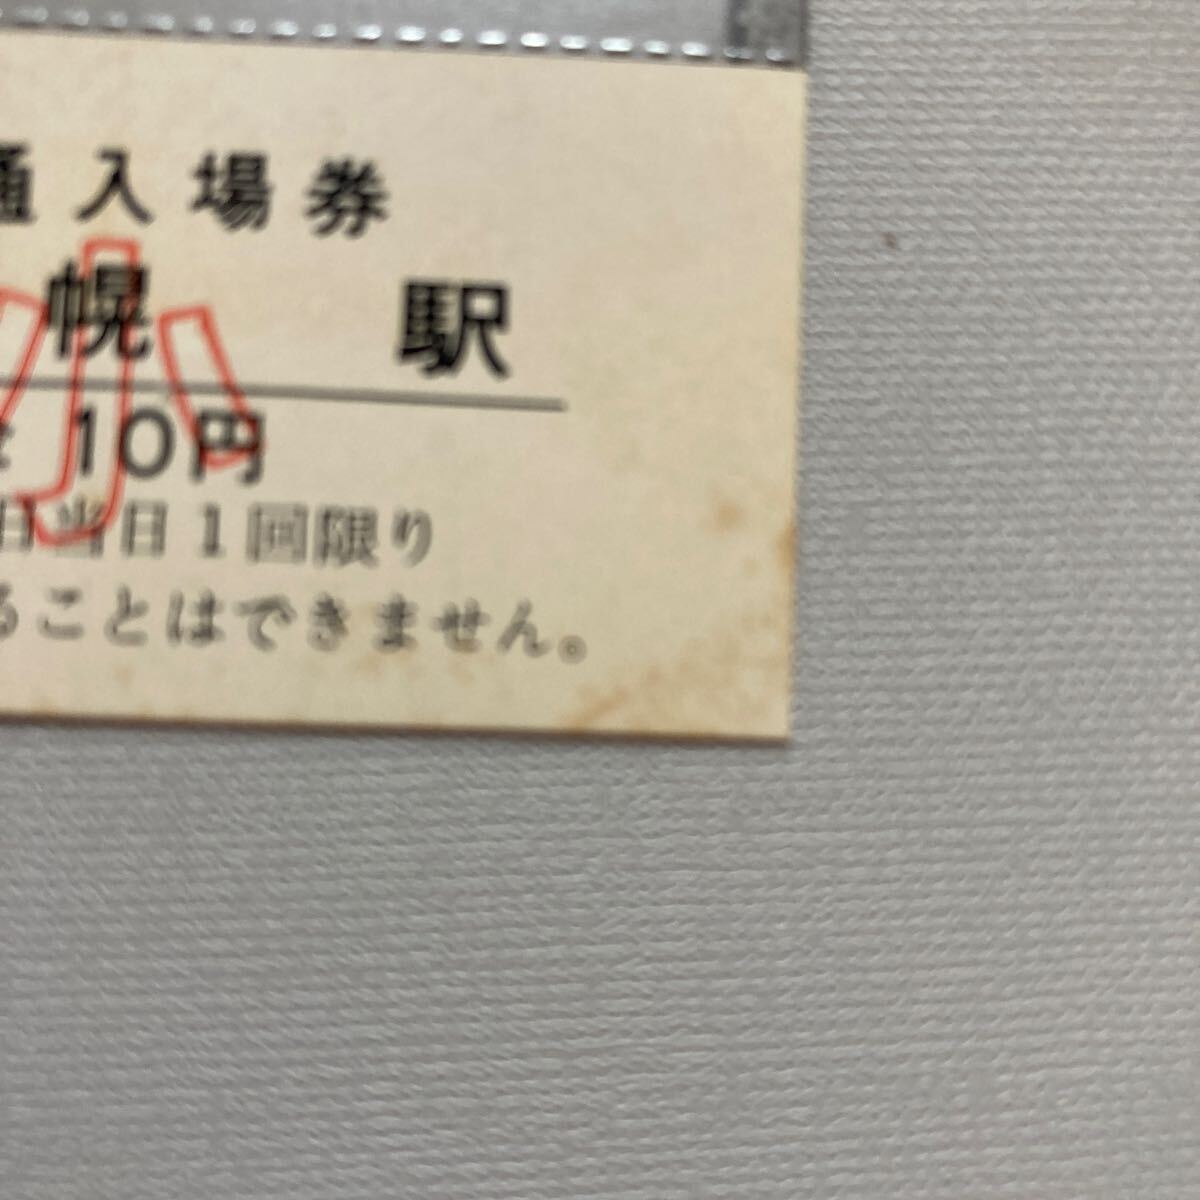 通入場券
幌 駅
小
10円
日当日1回限り
ることはできません。